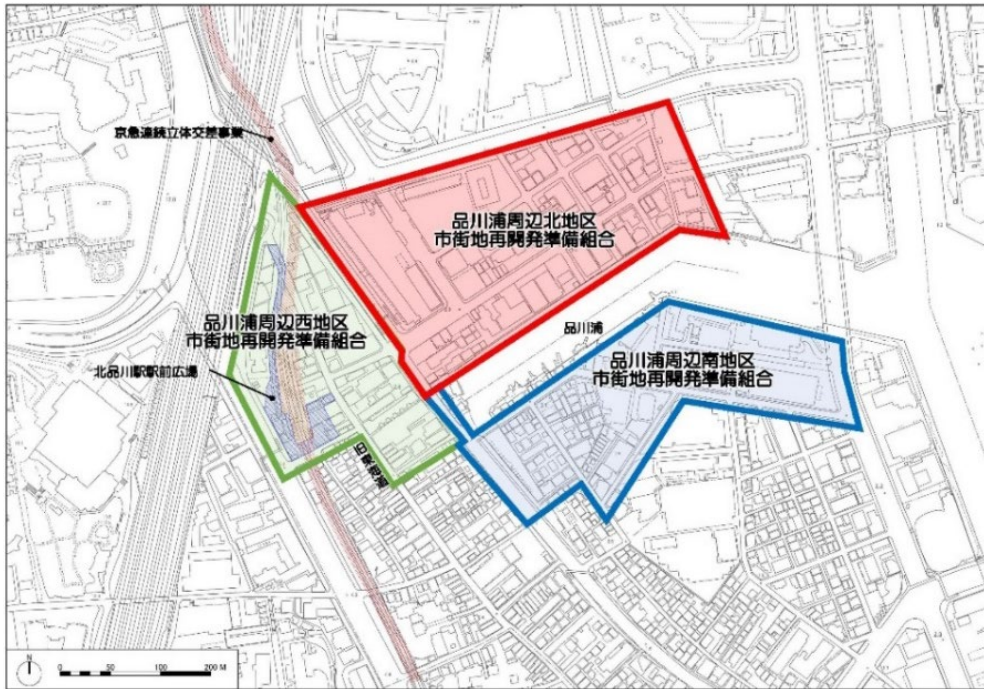 京急連続立体交差事業
品川浦周辺北地区
市街地再開発準備組合
品川浦周辺西地区
市街地再開発準備組合
品川浦
品川浦周辺南地区
市街地再開発準備組合
北品川駅駅前広場
旧東海道
N
0 50 100 200 M